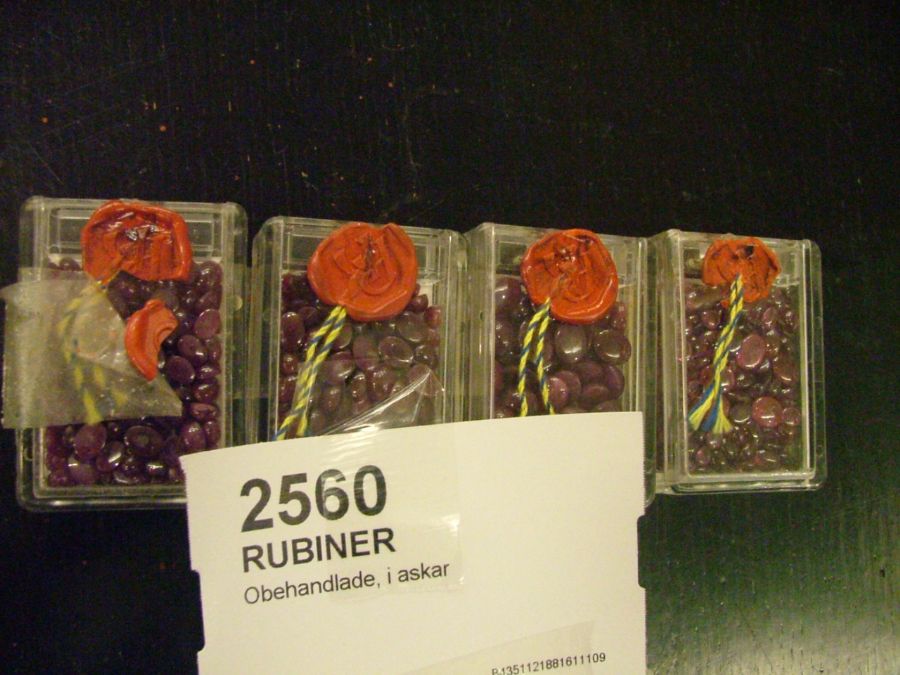 2560
RUBINER
Obehandlade, i askar
B1351121881611109